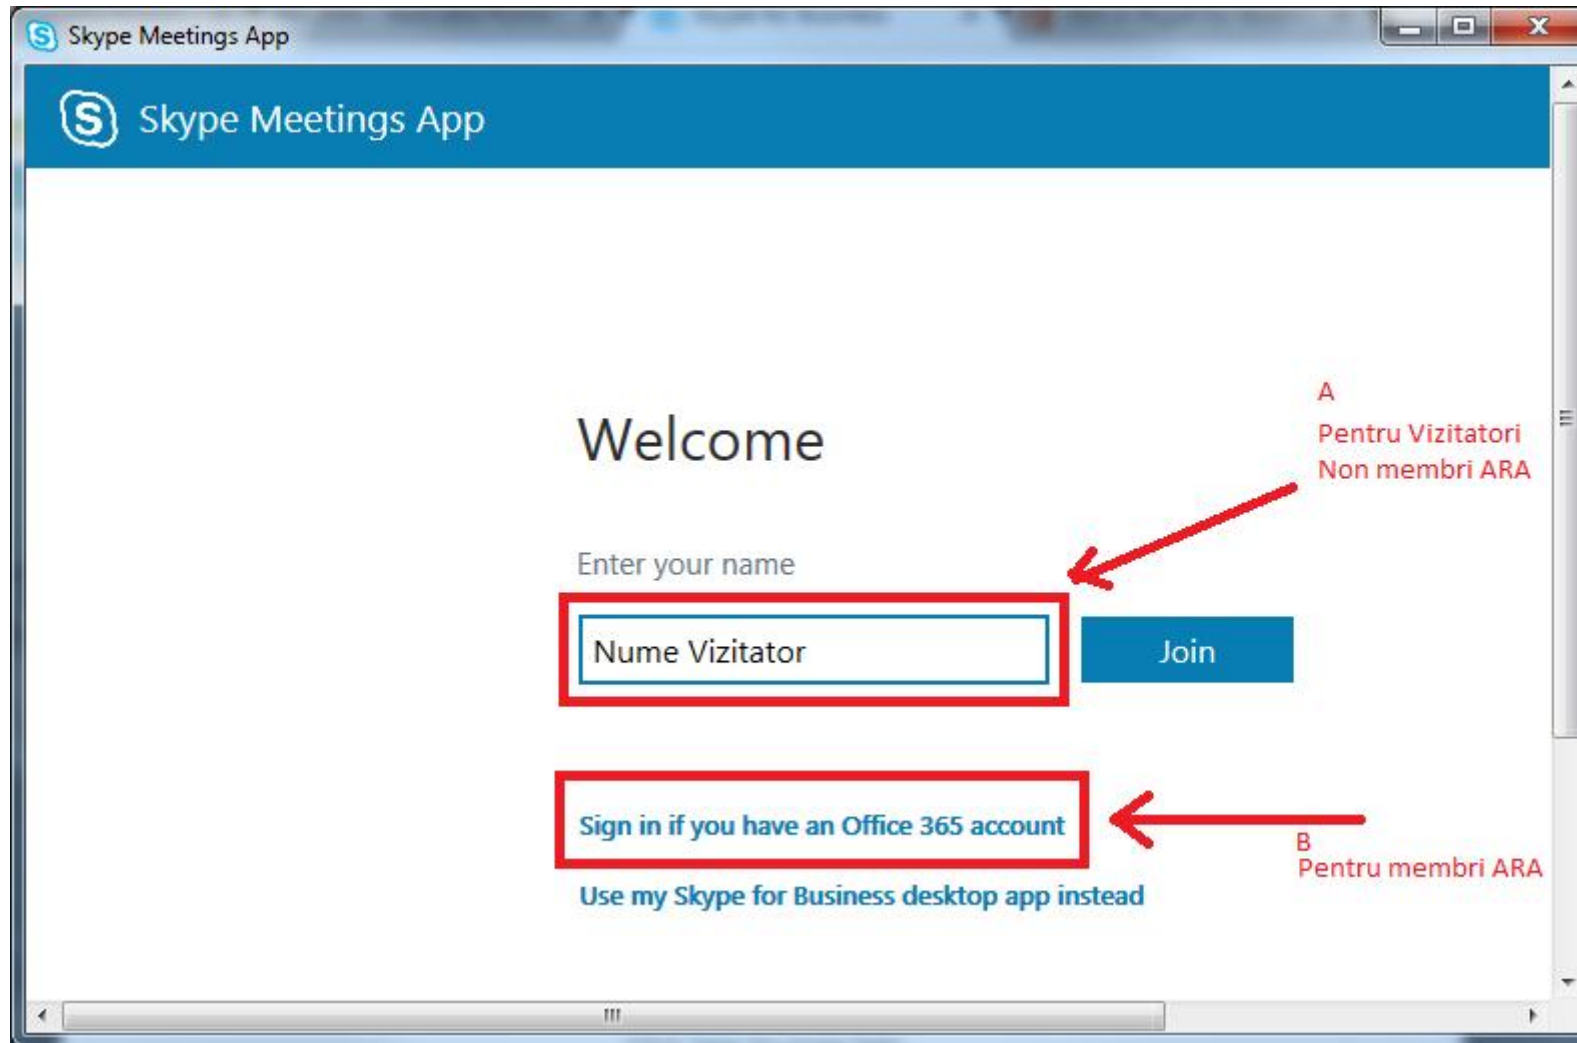 Skype Meetings App
Skype Meetings App
A
Pentru Vizitatori
Non membri ARA
Welcome
Enter your name
Nume Vizitator
Join
Sign in if you have an Office 365 account
B
Pentru membri ARA
Use my Skype for Business desktop app instead